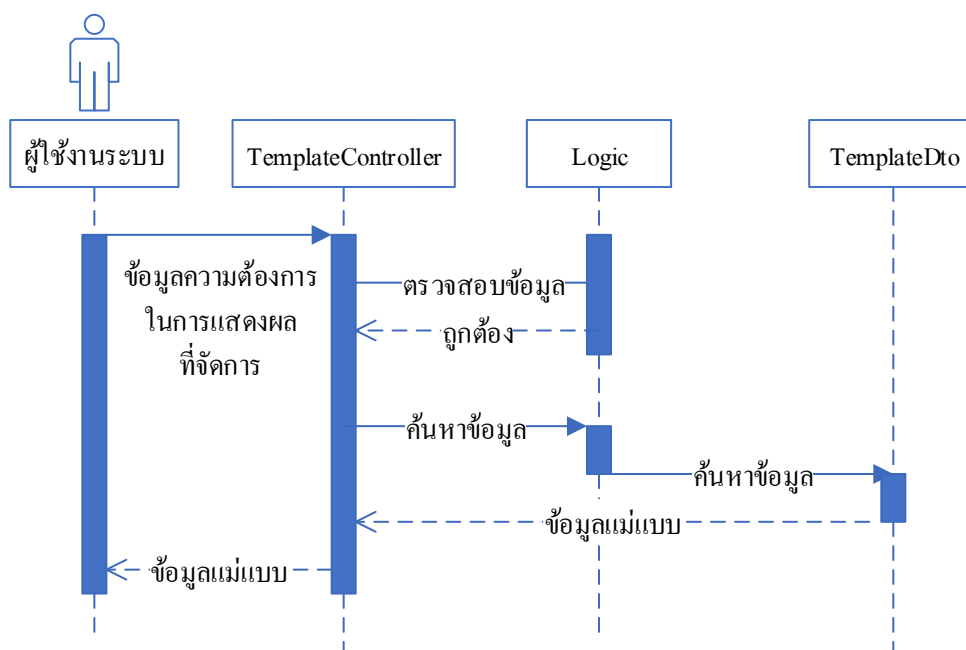 ผู้ใช้งานระบบ
TemplateController
Logic
TemplateDto
ข้อมูลความต้องการ
ในการแสดงผล
ที่จัดการ
ตรวจสอบข้อมูล
ถูกต้อง
ค้นหาข้อมูล
ค้นหาข้อมูล
ข้อมูลแม่แบบ
ข้อมูลแม่แบบ